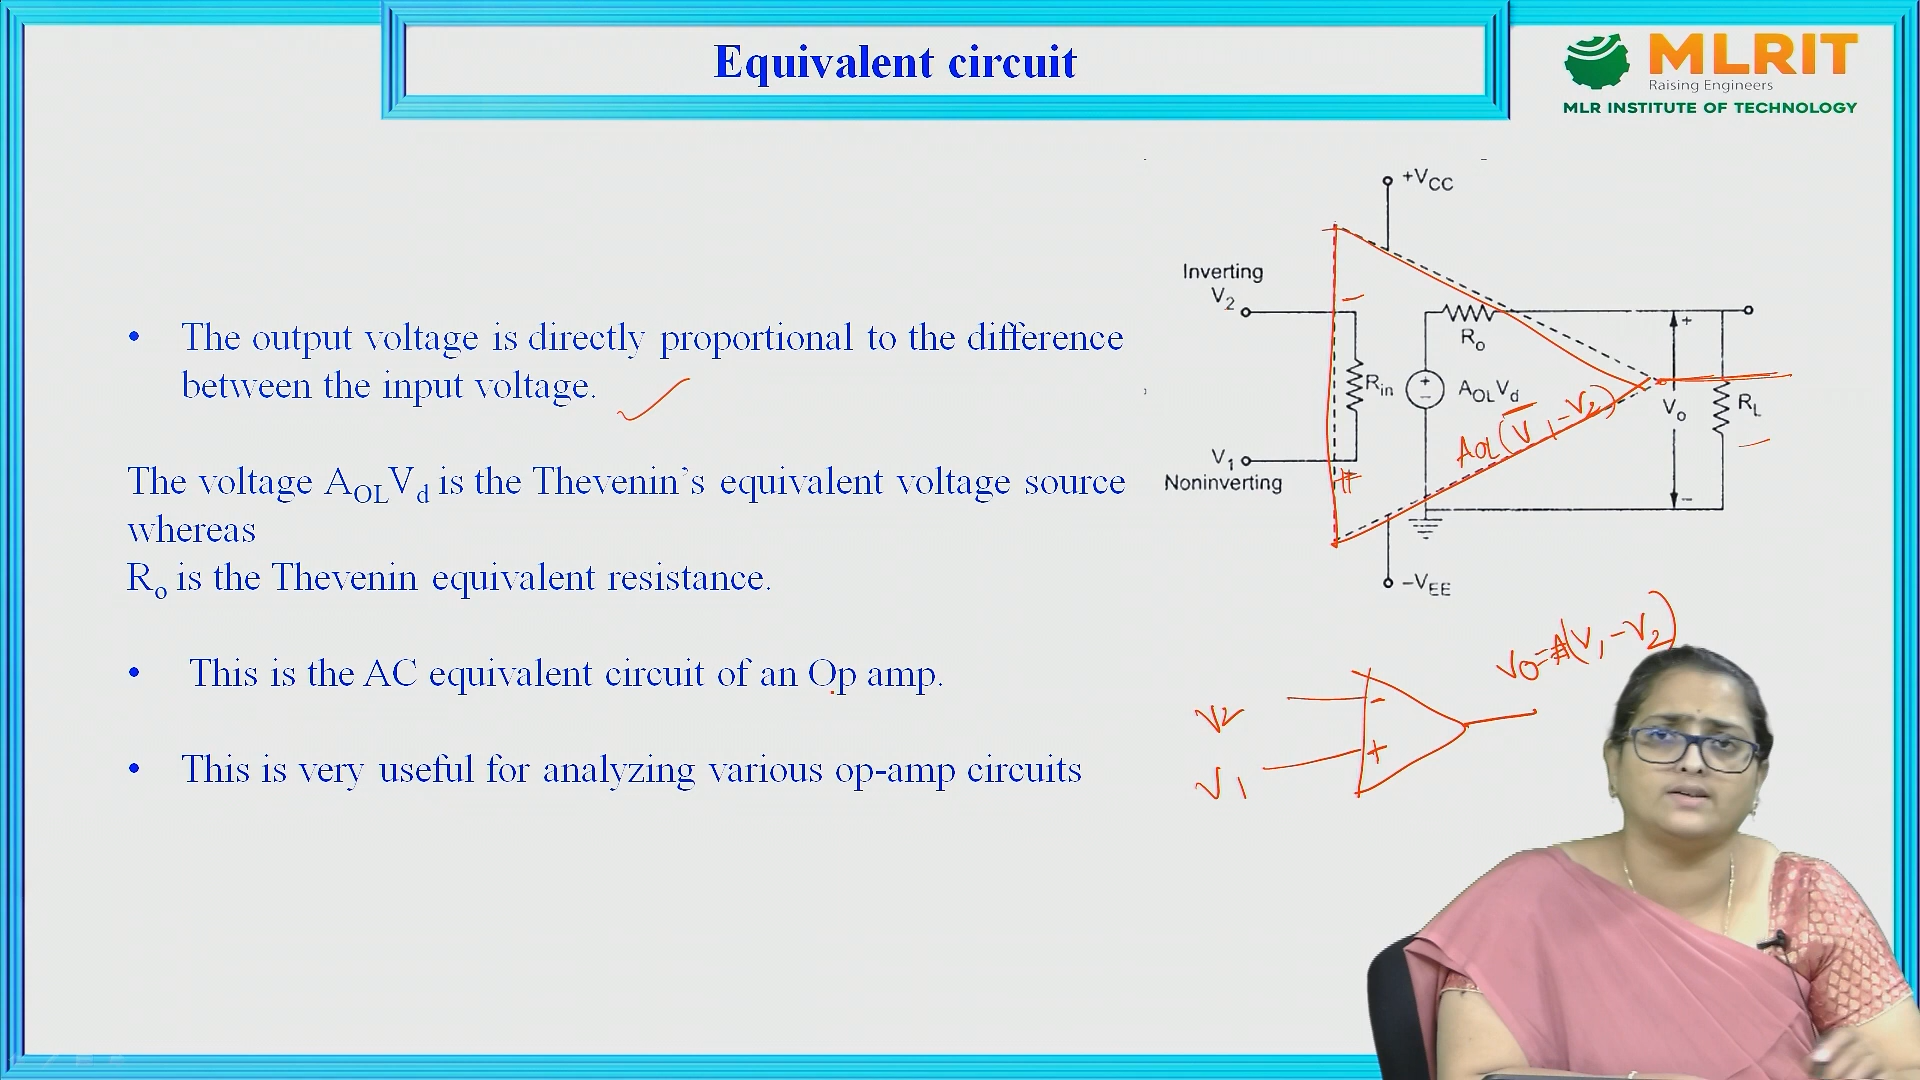 Equivalent circuit
MLRIT
Raising Engineers
MLR INSTITUTE OF TECHNOLOGY
• The output voltage is directly proportional to the difference
between the input voltage.
The voltage AOLVd is the Thevenin's equivalent voltage source
whereas
Ro is the Thevenin equivalent resistance.
• This is the AC equivalent circuit of an Op amp.
• This is very useful for analyzing various op-amp circuits
+VCC
Inverting
V2
-
Ro
+
Rin
+
-
AOLVd
Vo
RL
AOL(V1-V2)
V1
Noninverting
+
-
-VEE
Vo=A(V1-V2)
V2
-
+
V1